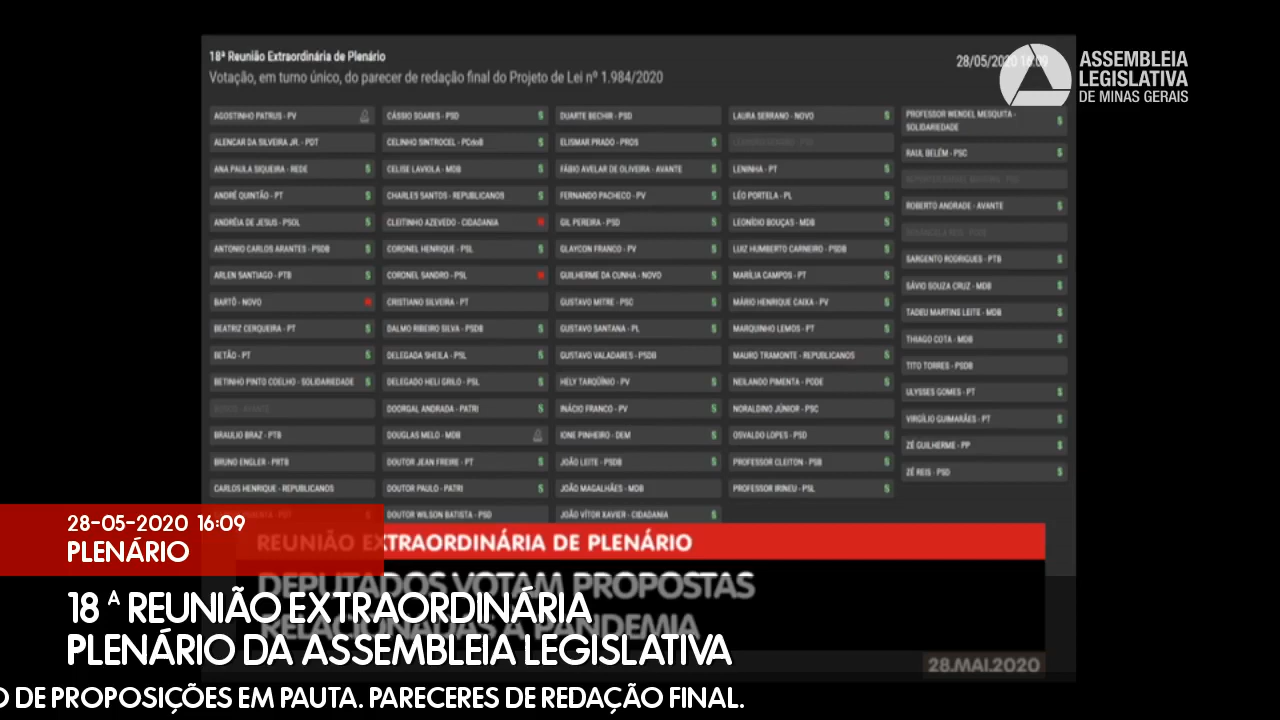 18ª Reunião Extraordinária de Plenário
28/05/2020 16:09
Votação, em turno único, do parecer de redação final do Projeto de Lei nº 1.984/2020
ASSEMBLEIA
LEGISLATIVA
DE MINAS GERAIS
AGOSTINHO PATRUS - PV
ALENCAR DA SILVEIRA JR. - PDT
ANA PAULA SIQUEIRA - REDE S
ANDRÉ QUINTÃO - PT S
ANDRÉIA DE JESUS - PSOL S
ANTONIO CARLOS ARANTES - PSDB S
ARLEN SANTIAGO - PTB S
BARTÔ - NOVO
BEATRIZ CERQUEIRA - PT S
BETÃO - PT S
BETINHO PINTO COELHO - SOLIDARIEDADE S
BRAULIO BRAZ - PTB
BRUNO ENGLER - PRTB
CARLOS HENRIQUE - REPUBLICANOS
CÁSSIO SOARES - PSD S
CELINHO SINTROCEL - PCdoB S
CELISE LAVIOLA - MDB S
CHARLES SANTOS - REPUBLICANOS S
CLEITINHO AZEVEDO - CIDADANIA
CORONEL HENRIQUE - PSL S
CORONEL SANDRO - PSL
CRISTIANO SILVEIRA - PT
DALMO RIBEIRO SILVA - PSDB S
DELEGADA SHEILA - PSL S
DELEGADO HELI GRILO - PSL S
DOORGAL ANDRADA - PATRI S
DOUGLAS MELO - MDB
DOUTOR JEAN FREIRE - PT S
DOUTOR PAULO - PATRI S
DOUTOR WILSON BATISTA - PSD
DUARTE BECHIR - PSD
ELISMAR PRADO - PROS S
FÁBIO AVELAR DE OLIVEIRA - AVANTE S
FERNANDO PACHECO - PV S
GIL PEREIRA - PSD S
GLAYCON FRANCO - PV S
GUILHERME DA CUNHA - NOVO S
GUSTAVO MITRE - PSC S
GUSTAVO SANTANA - PL S
GUSTAVO VALADARES - PSDB
HELY TARQÜÍNIO - PV S
INÁCIO FRANCO - PV S
IONE PINHEIRO - DEM S
JOÃO LEITE - PSDB S
JOÃO MAGALHÃES - MDB
JOÃO VÍTOR XAVIER - CIDADANIA S
LAURA SERRANO - NOVO S
LENINHA - PT S
LÉO PORTELA - PL S
LEONÍDIO BOUÇAS - MDB S
LUIZ HUMBERTO CARNEIRO - PSDB S
MARÍLIA CAMPOS - PT S
MÁRIO HENRIQUE CAIXA - PV S
MARQUINHO LEMOS - PT S
MAURO TRAMONTE - REPUBLICANOS S
NEILANDO PIMENTA - PODE S
NORALDINO JÚNIOR - PSC
OSVALDO LOPES - PSD S
PROFESSOR CLEITON - PSB S
PROFESSOR IRINEU - PSL S
PROFESSOR WENDEL MESQUITA -
SOLIDARIEDADE S
RAUL BELÉM - PSC S
ROBERTO ANDRADE - AVANTE S
SARGENTO RODRIGUES - PTB S
SÁVIO SOUZA CRUZ - MDB S
TADEU MARTINS LEITE - MDB S
THIAGO COTA - MDB S
TITO TORRES - PSDB
ULYSSES GOMES - PT S
VIRGÍLIO GUIMARÃES - PT S
ZÉ GUILHERME - PP S
ZÉ REIS - PSD S
28-05-2020 16:09
PLENÁRIO
REUNIÃO EXTRAORDINÁRIA DE PLENÁRIO
DEPUTADOS VOTAM PROPOSTAS
RELACIONADAS À PANDEMIA
18 ª REUNIÃO EXTRAORDINÁRIA
PLENÁRIO DA ASSEMBLEIA LEGISLATIVA
28.MAI.2020
O DE PROPOSIÇÕES EM PAUTA. PARECERES DE REDAÇÃO FINAL.